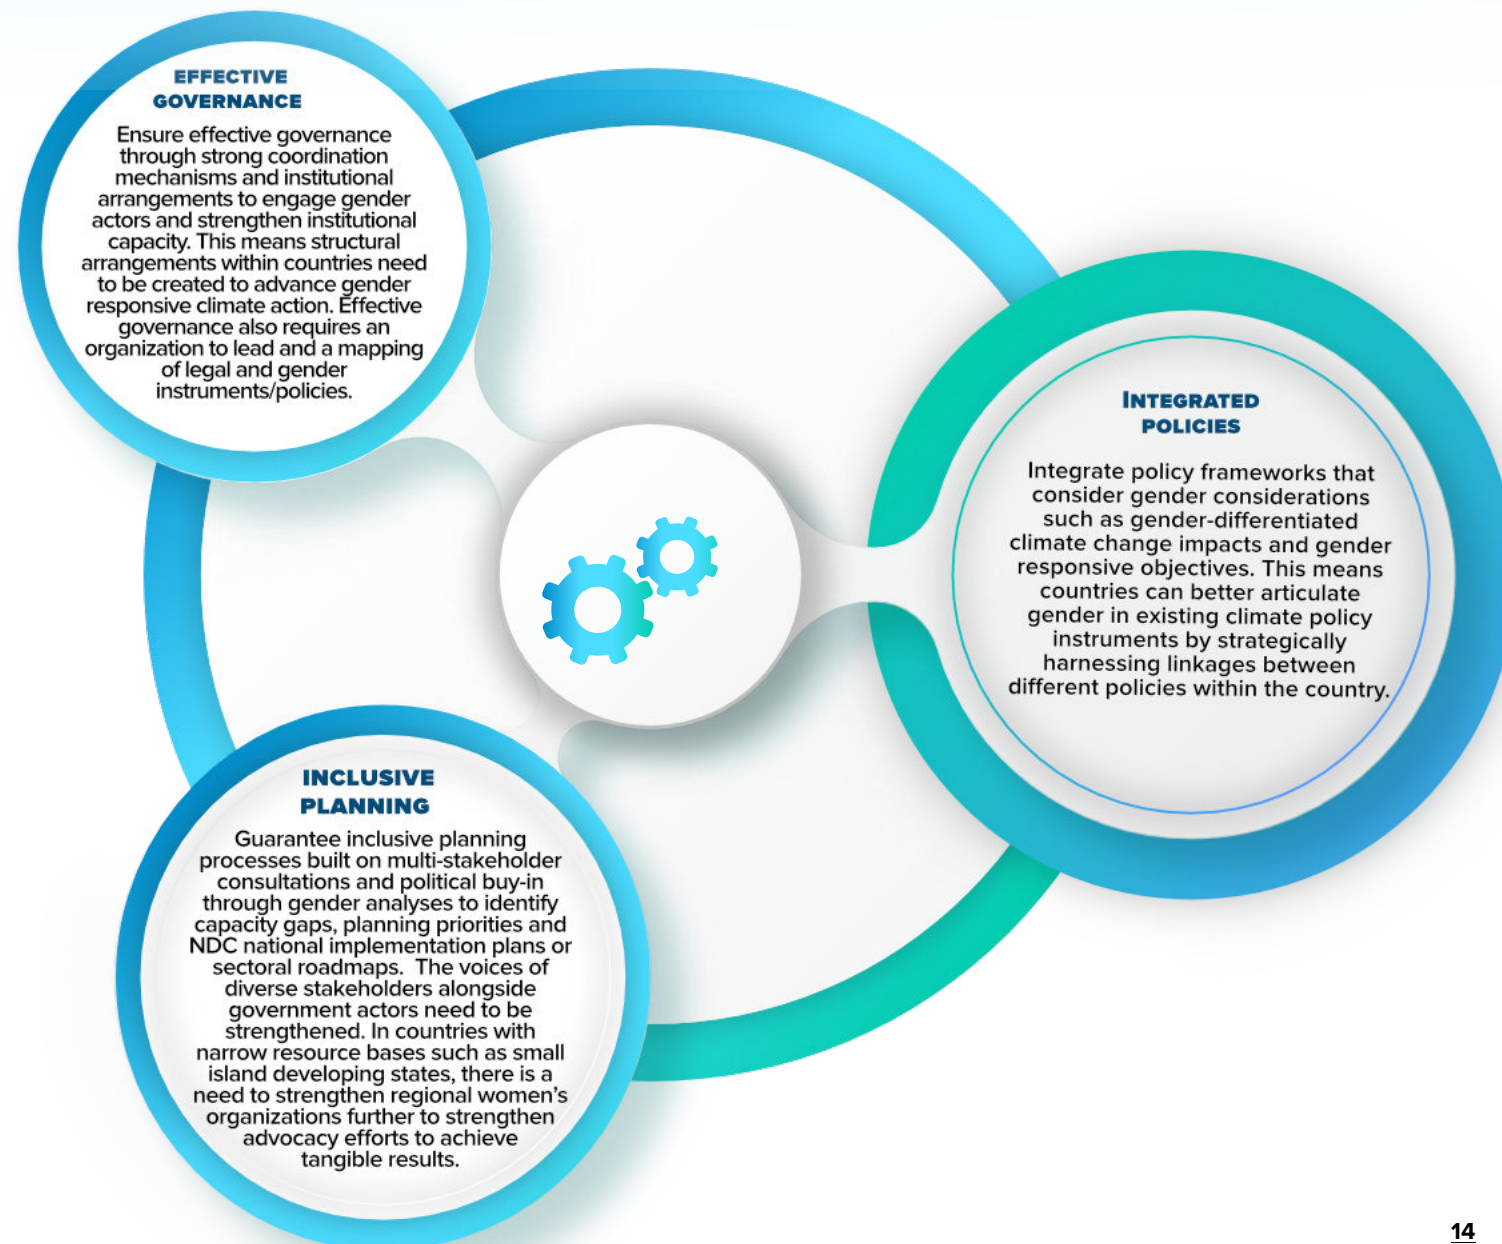 EFFECTIVE
GOVERNANCE
Ensure effective governance
through strong coordination
mechanisms and institutional
arrangements to engage gender
actors and strengthen institutional
capacity. This means structural
arrangements within countries need
to be created to advance gender
responsive climate action. Effective
governance also requires an
organization to lead and a mapping
of legal and gender
instruments/policies.
INTEGRATED
POLICIES
Integrate policy frameworks that
consider gender considerations
such as gender-differentiated
climate change impacts and gender
responsive objectives. This means
countries can better articulate
gender in existing climate policy
instruments by strategically
harnessing linkages between
different policies within the country.
INCLUSIVE
PLANNING
Guarantee inclusive planning
processes built on multi-stakeholder
consultations and political buy-in
through gender analyses to identify
capacity gaps, planning priorities and
NDC national implementation plans or
sectoral roadmaps. The voices of
diverse stakeholders alongside
government actors need to be
strengthened. In countries with
narrow resource bases such as small
island developing states, there is a
need to strengthen regional women’s
organizations further to strengthen
advocacy efforts to achieve
tangible results.
14